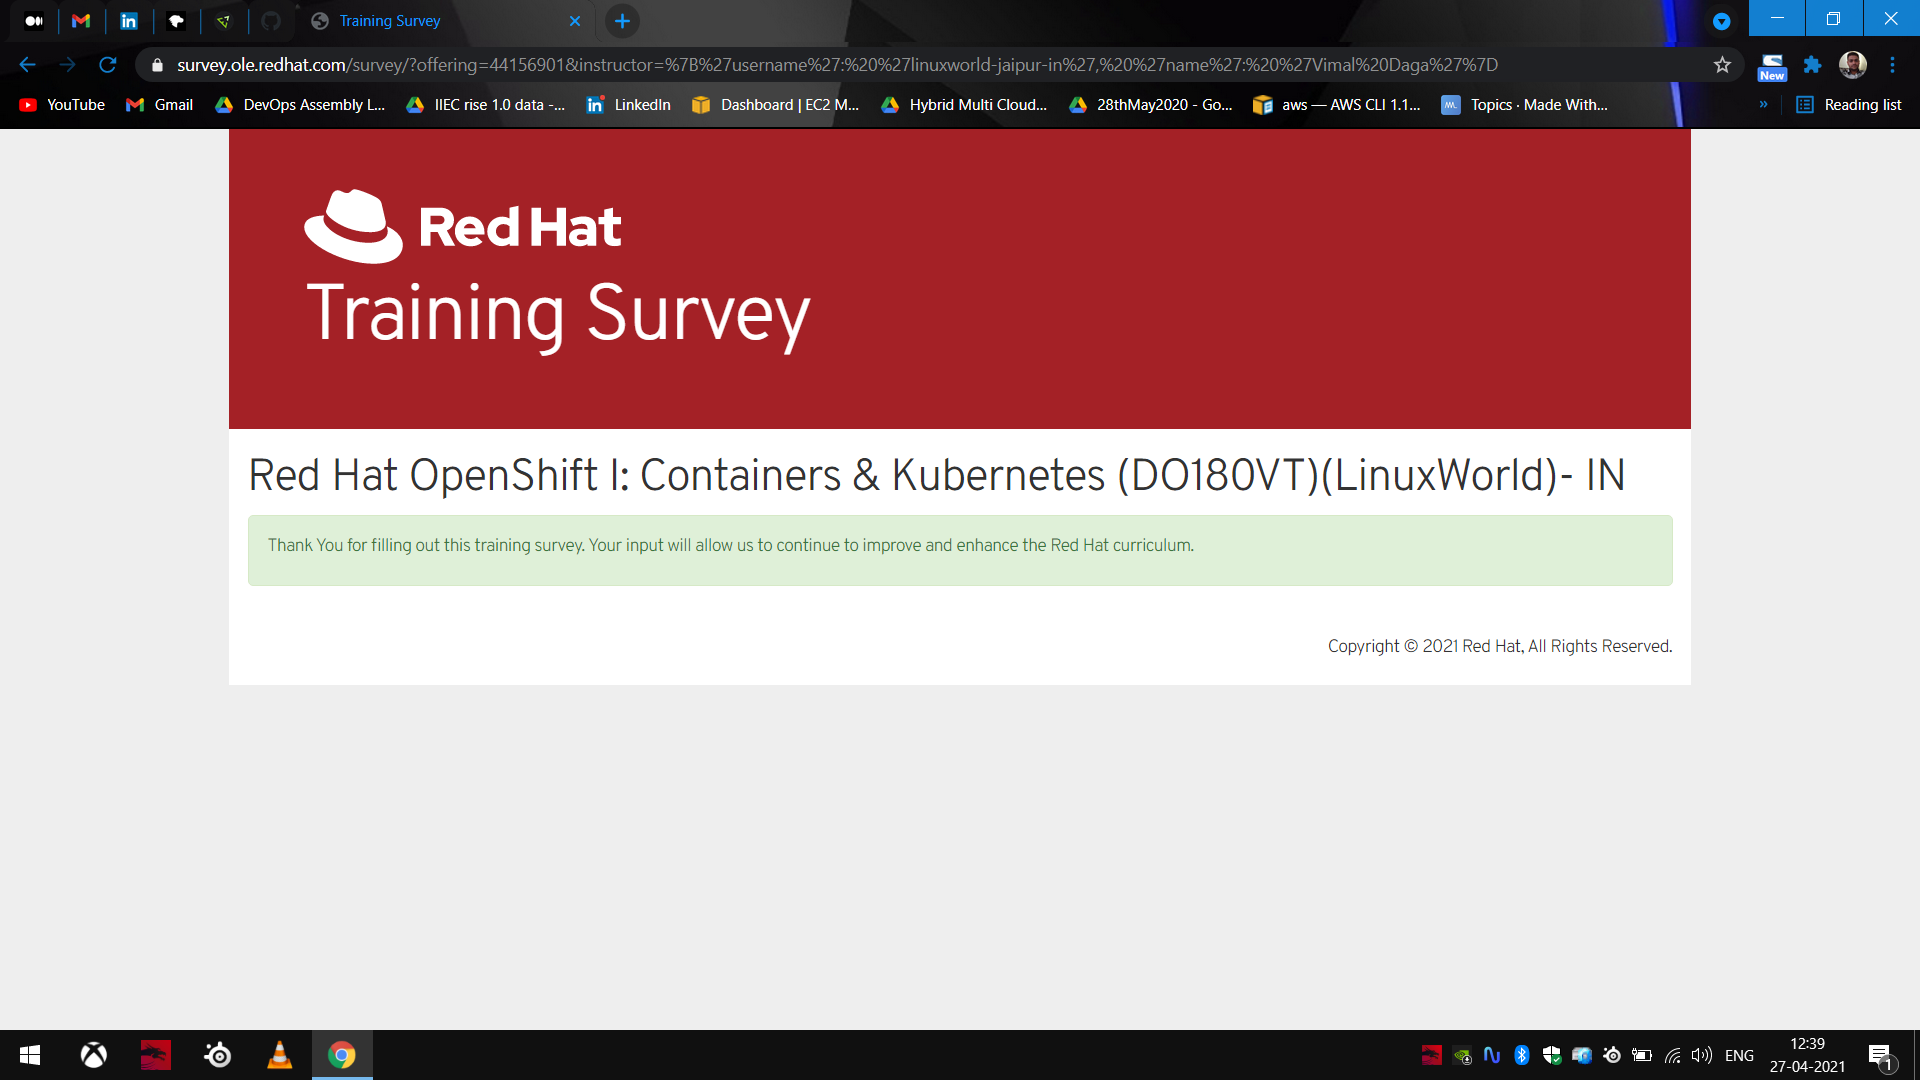 Training Survey
survey.ole.redhat.com/survey/?offering=44156901&instructor=%7B%27username%27:%20%27linuxworld-jaipur-in%27,%20%27name%27:%20%27Vimal%20Daga%27%7D
New
YouTube Gmail DevOps Assembly L... IIEC rise 1.0 data -... LinkedIn Dashboard | EC2 M... Hybrid Multi Cloud... 28thMay2020 - Go... aws — AWS CLI 1.1... Topics · Made With... » Reading list
Red Hat
Training Survey
Red Hat OpenShift I: Containers & Kubernetes (DO180VT)(LinuxWorld)- IN
Thank You for filling out this training survey. Your input will allow us to continue to improve and enhance the Red Hat curriculum.
Copyright © 2021 Red Hat, All Rights Reserved.
ENG
12:39
27-04-2021
1